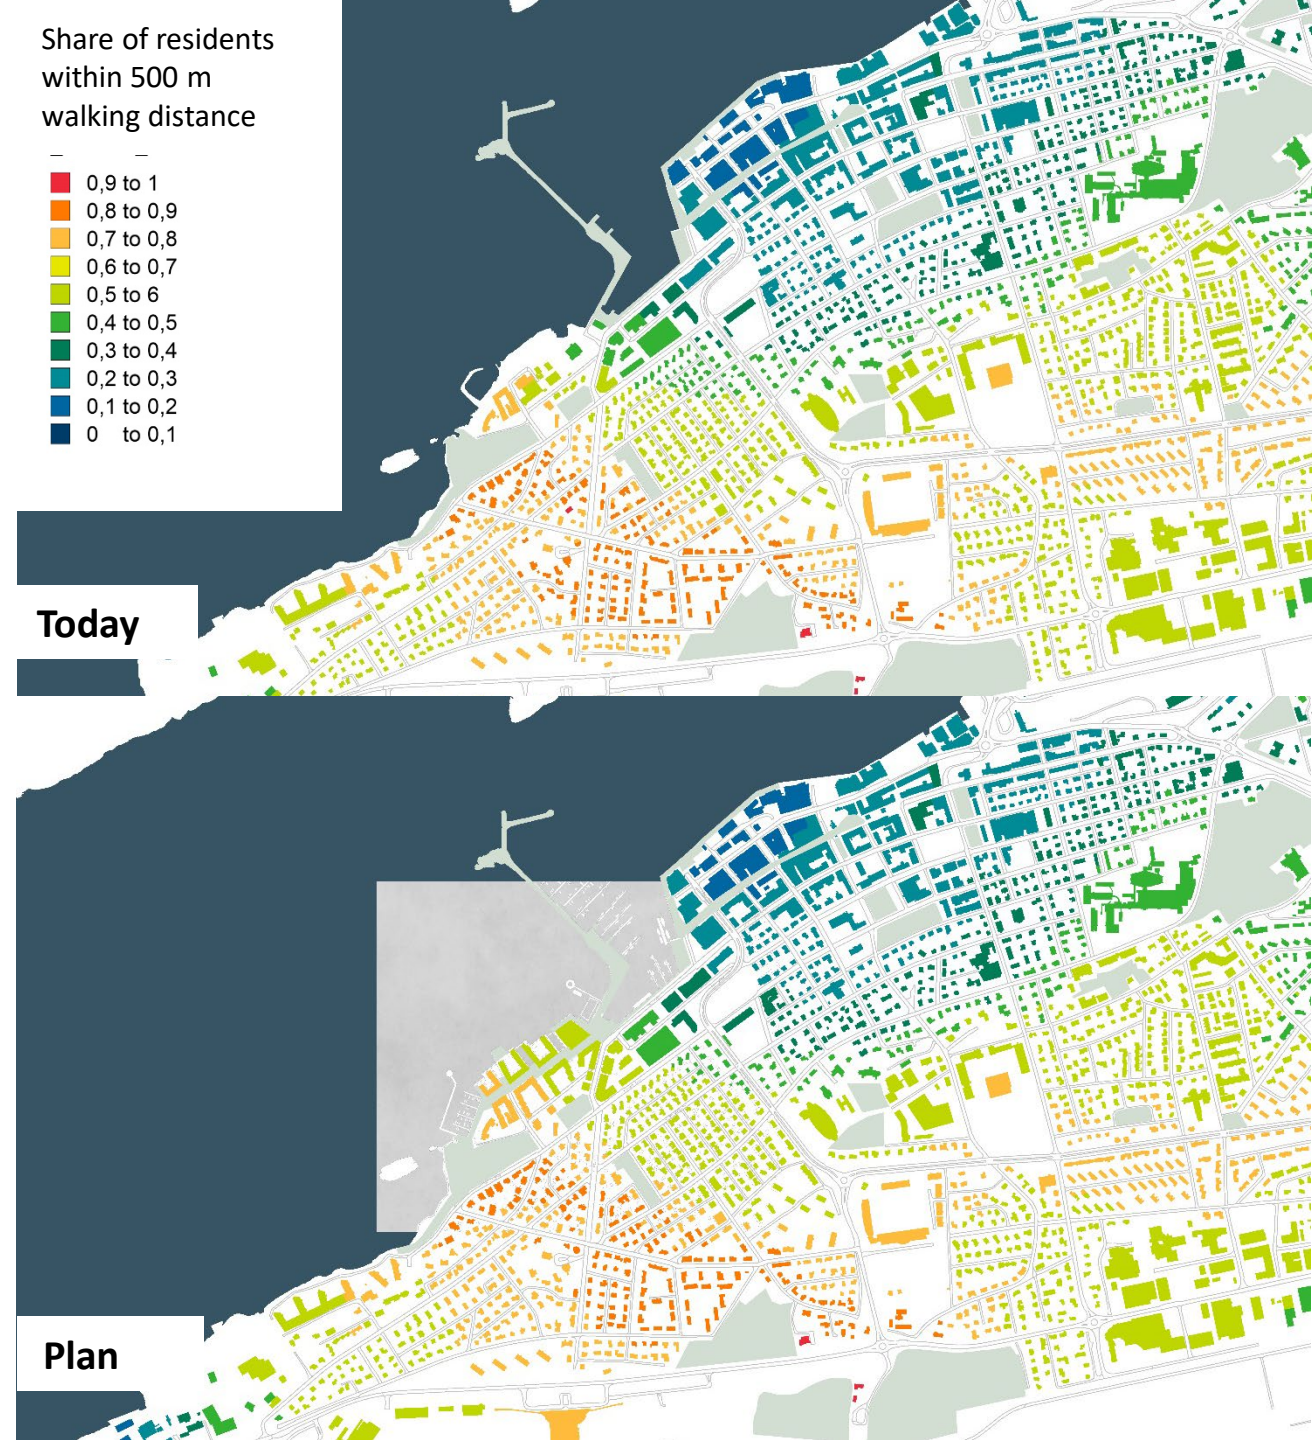 Share of residents
within 500 m
walking distance
0,9 to 1
0,8 to 0,9
0,7 to 0,8
0,6 to 0,7
0,5 to 6
0,4 to 0,5
0,3 to 0,4
0,2 to 0,3
0,1 to 0,2
0 to 0,1
Today
Plan